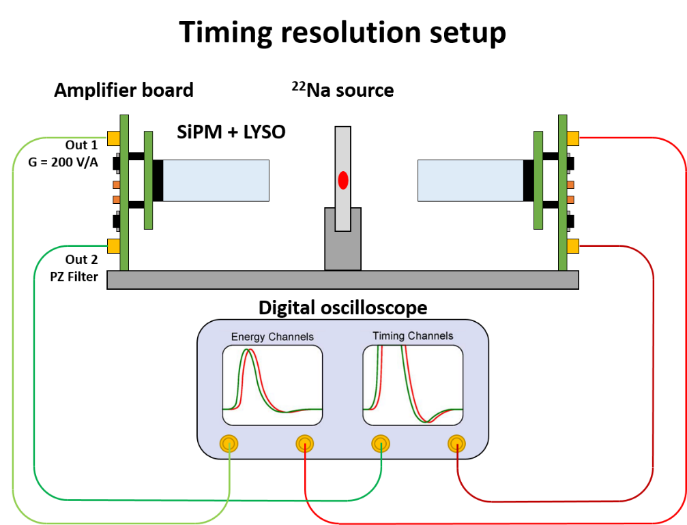 Timing resolution setup
Amplifier board
²²Na source
SiPM + LYSO
Out 1
G = 200 V/A
Out 2
PZ Filter
Digital oscilloscope
Energy Channels
Timing Channels